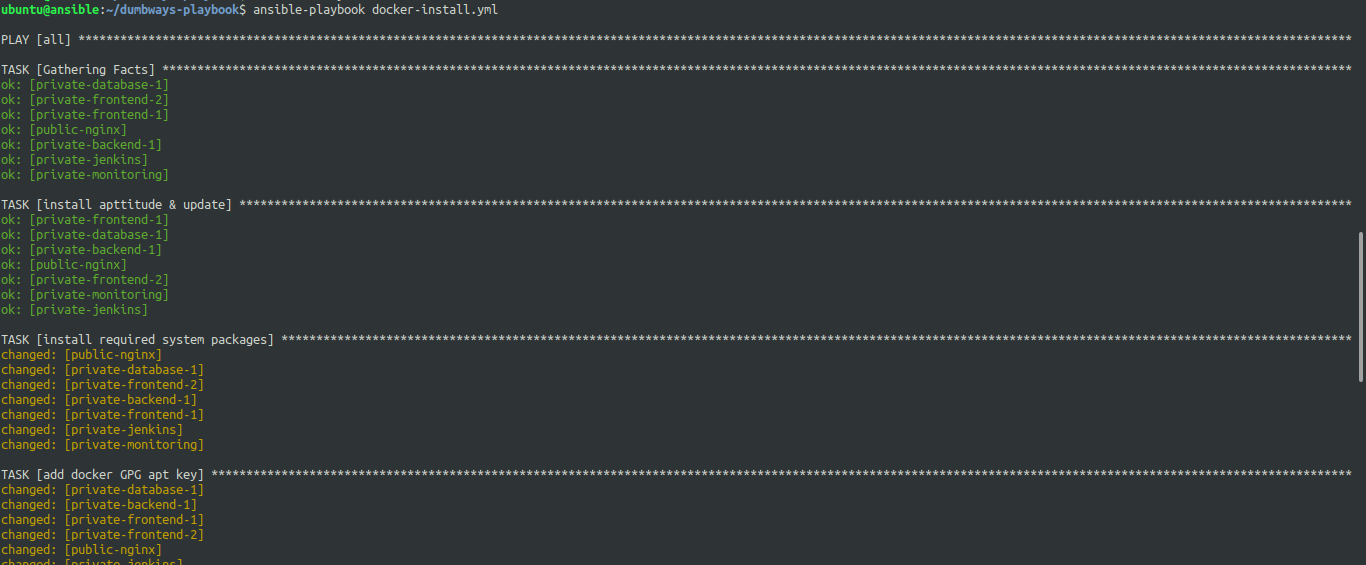 ubuntu@ansible:~/dumbways-playbook$ ansible-playbook docker-install.yml
PLAY [all] *************************************************************************************************************************************************************************************
TASK [Gathering Facts] *************************************************************************************************************************************************************************
ok: [private-database-1]
ok: [private-frontend-2]
ok: [private-frontend-1]
ok: [public-nginx]
ok: [private-backend-1]
ok: [private-jenkins]
ok: [private-monitoring]
TASK [install apttitude & update] **************************************************************************************************************************************************************
ok: [private-frontend-1]
ok: [private-database-1]
ok: [private-backend-1]
ok: [public-nginx]
ok: [private-frontend-2]
ok: [private-monitoring]
ok: [private-jenkins]
TASK [install required system packages] ********************************************************************************************************************************************************
changed: [public-nginx]
changed: [private-database-1]
changed: [private-frontend-2]
changed: [private-backend-1]
changed: [private-frontend-1]
changed: [private-jenkins]
changed: [private-monitoring]
TASK [add docker GPG apt key] ******************************************************************************************************************************************************************
changed: [private-database-1]
changed: [private-backend-1]
changed: [private-frontend-1]
changed: [private-frontend-2]
changed: [public-nginx]
changed: [private-jenkins]